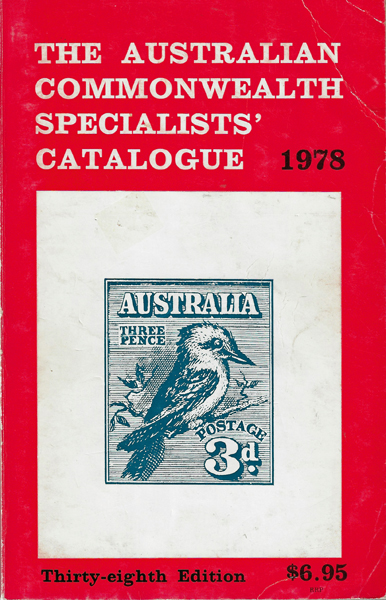 THE AUSTRALIAN
COMMONWEALTH
SPECIALISTS'
CATALOGUE 1978
AUSTRALIA
THREE
PENCE
POSTAGE
3d.
Thirty-eighth Edition $6.95